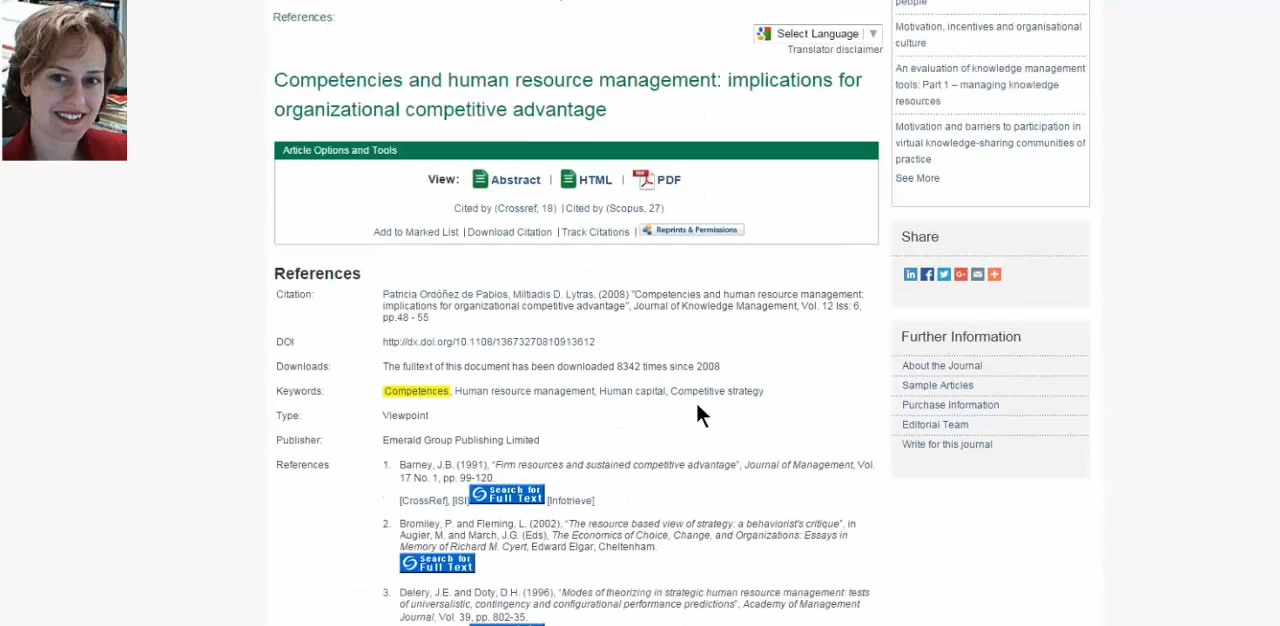 References:
Select Language ▼
Translator disclaimer
Competencies and human resource management: implications for
organizational competitive advantage
Article Options and Tools
View: Abstract | HTML | PDF
Cited by (Crossref, 18) | Cited by (Scopus, 27)
Add to Marked List | Download Citation | Track Citations | Reprints & Permissions
References
Citation: Patricia Ordóñez de Pablos, Miltiadis D. Lytras, (2008) "Competencies and human resource management:
implications for organizational competitive advantage", Journal of Knowledge Management, Vol. 12 Iss: 6,
pp.48 - 55
DOI http://dx.doi.org/10.1108/13673270810913612
Downloads: The fulltext of this document has been downloaded 8342 times since 2008
Keywords: Competences, Human resource management, Human capital, Competitive strategy
Type: Viewpoint
Publisher: Emerald Group Publishing Limited
References 1. Barney, J.B. (1991), “Firm resources and sustained competitive advantage”, Journal of Management, Vol.
17 No. 1, pp. 99-120.
[CrossRef], [ISI] Search for Full Text [Infotrieve]
2. Bromiley, P. and Fleming, L. (2002), “The resource based view of strategy: a behaviorist's critique”, in
Augier, M. and March, J.G. (Eds), The Economics of Choice, Change, and Organizations: Essays in
Memory of Richard M. Cyert, Edward Elgar, Cheltenham.
Search for Full Text
3. Delery, J.E. and Doty, D.H. (1996), “Modes of theorizing in strategic human resource management: tests
of universalistic, contingency and configurational performance predictions”, Academy of Management
Journal, Vol. 39, pp. 802-35.
people
Motivation, incentives and organisational
culture
An evaluation of knowledge management
tools: Part 1 – managing knowledge
resources
Motivation and barriers to participation in
virtual knowledge-sharing communities of
practice
See More
Share
Further Information
About the Journal
Sample Articles
Purchase Information
Editorial Team
Write for this journal